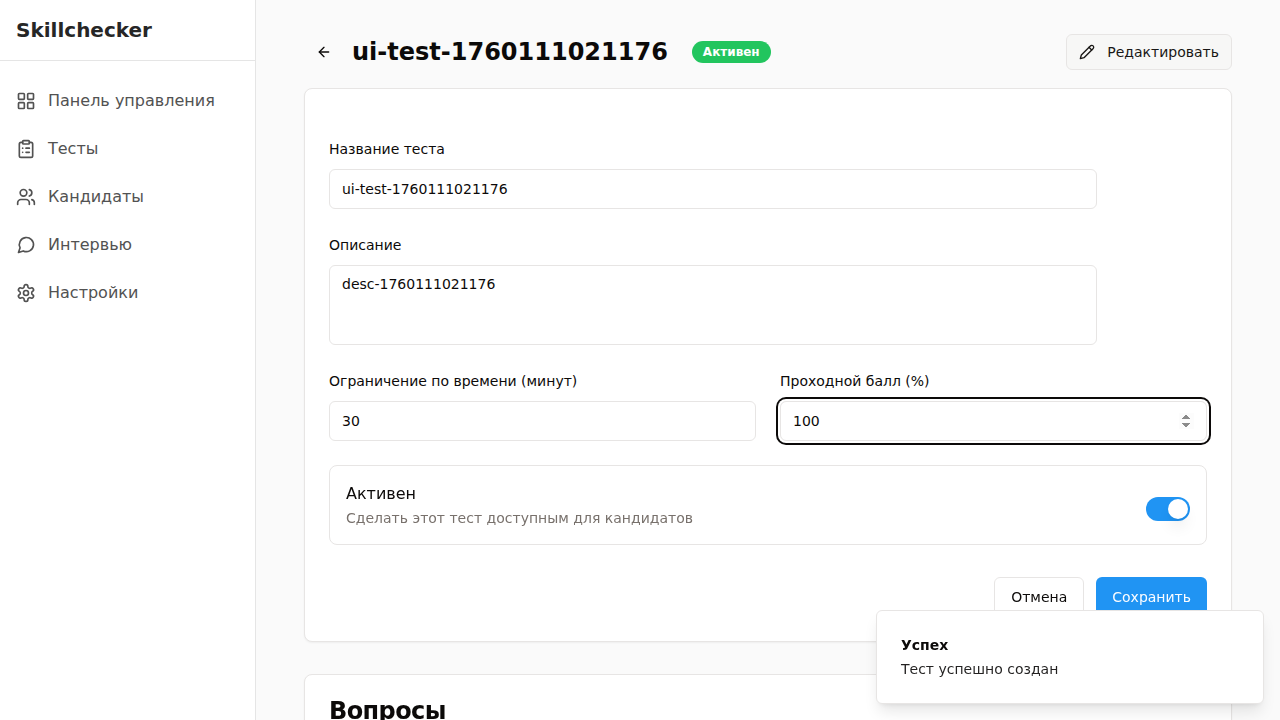 Skillchecker
Панель управления
Тесты
Кандидаты
Интервью
Настройки
ui-test-1760111021176
Активен
Редактировать
Название теста
ui-test-1760111021176
Описание
desc-1760111021176
Ограничение по времени (минут)
Проходной балл (%)
30
100
Активен
Сделать этот тест доступным для кандидатов
Отмена
Сохранить
Успех
Тест успешно создан
Вопросы